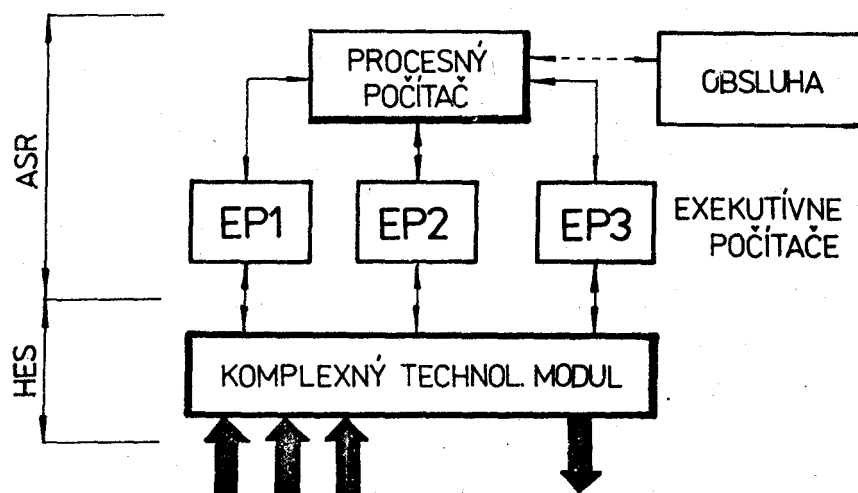 PROCESNÝ
POČÍTAČ
OBSLUHA
ASR
EP1
EP2
EP3
EXEKUTÍVNE
POČÍTAČE
HES
KOMPLEXNÝ TECHNOL. MODUL